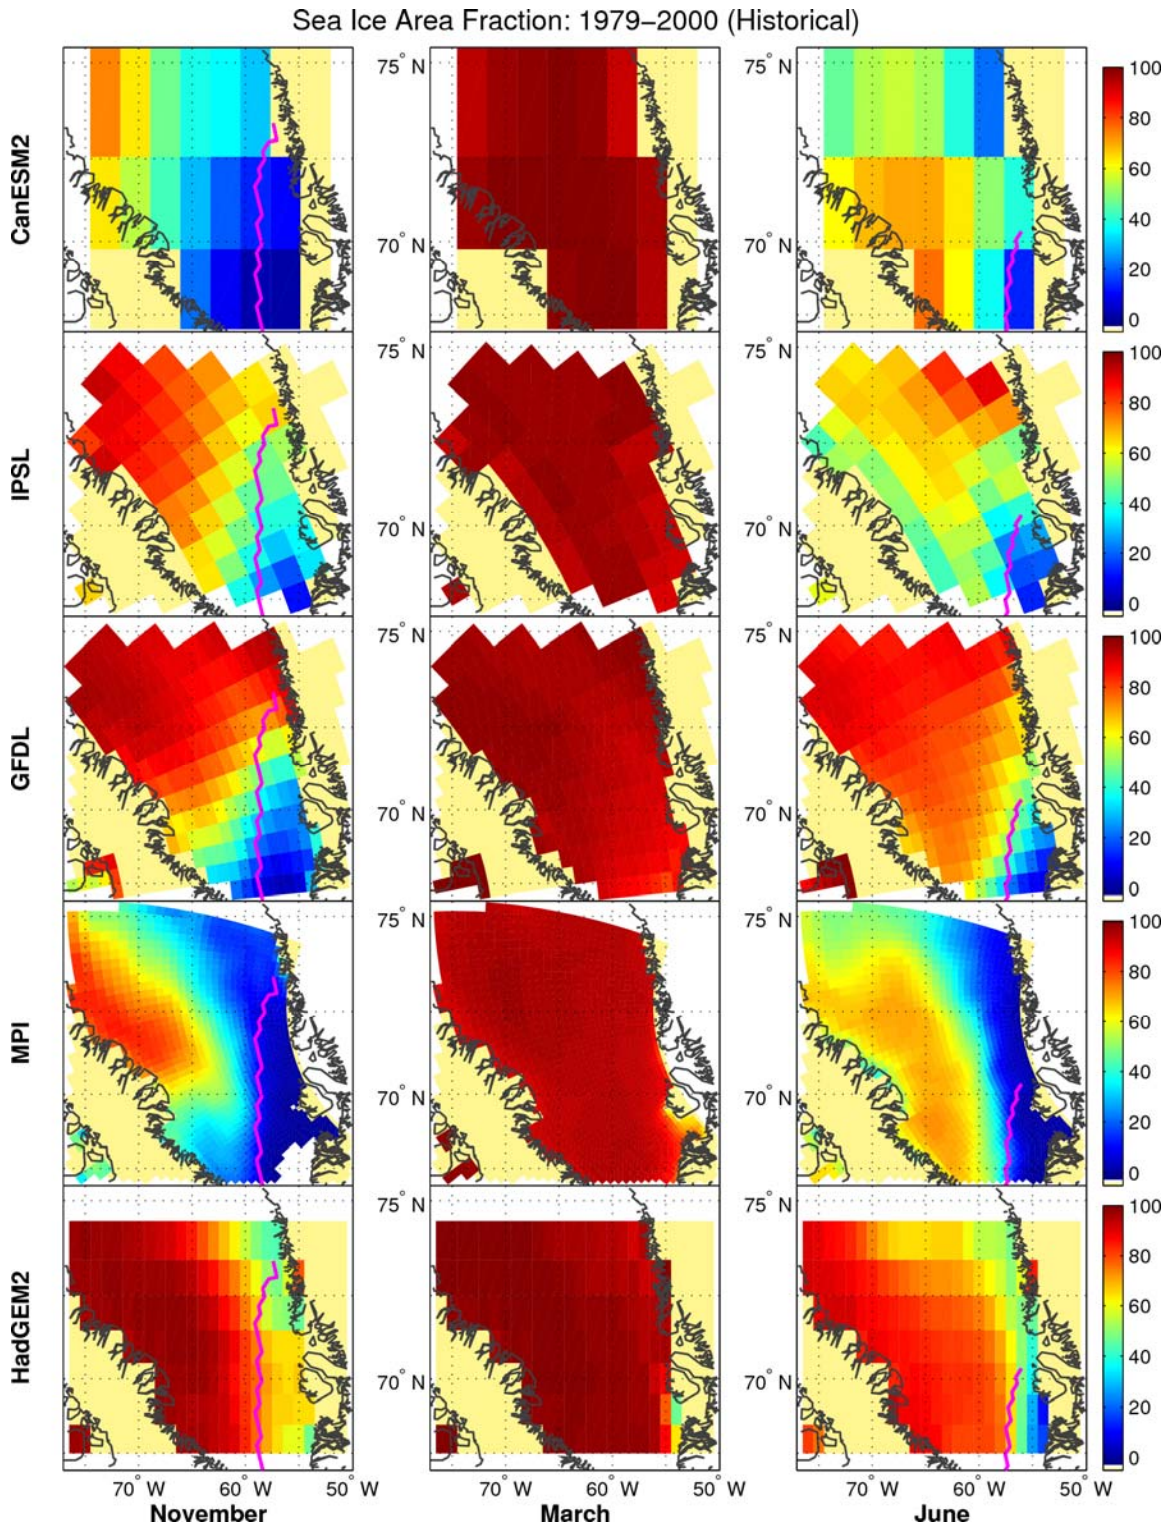 Sea Ice Area Fraction: 1979−2000 (Historical)
CanESM2
75° N
70° N
75° N
70° N
100
80
60
40
20
0
IPSL
75° N
70° N
75° N
70° N
100
80
60
40
20
0
GFDL
75° N
70° N
75° N
70° N
100
80
60
40
20
0
MPI
75° N
70° N
75° N
70° N
100
80
60
40
20
0
HadGEM2
75° N
70° N
75° N
70° N
100
80
60
40
20
0
70° W 60° W 50° W 70° W 60° W 50° W 70° W 60° W 50° W
November March June